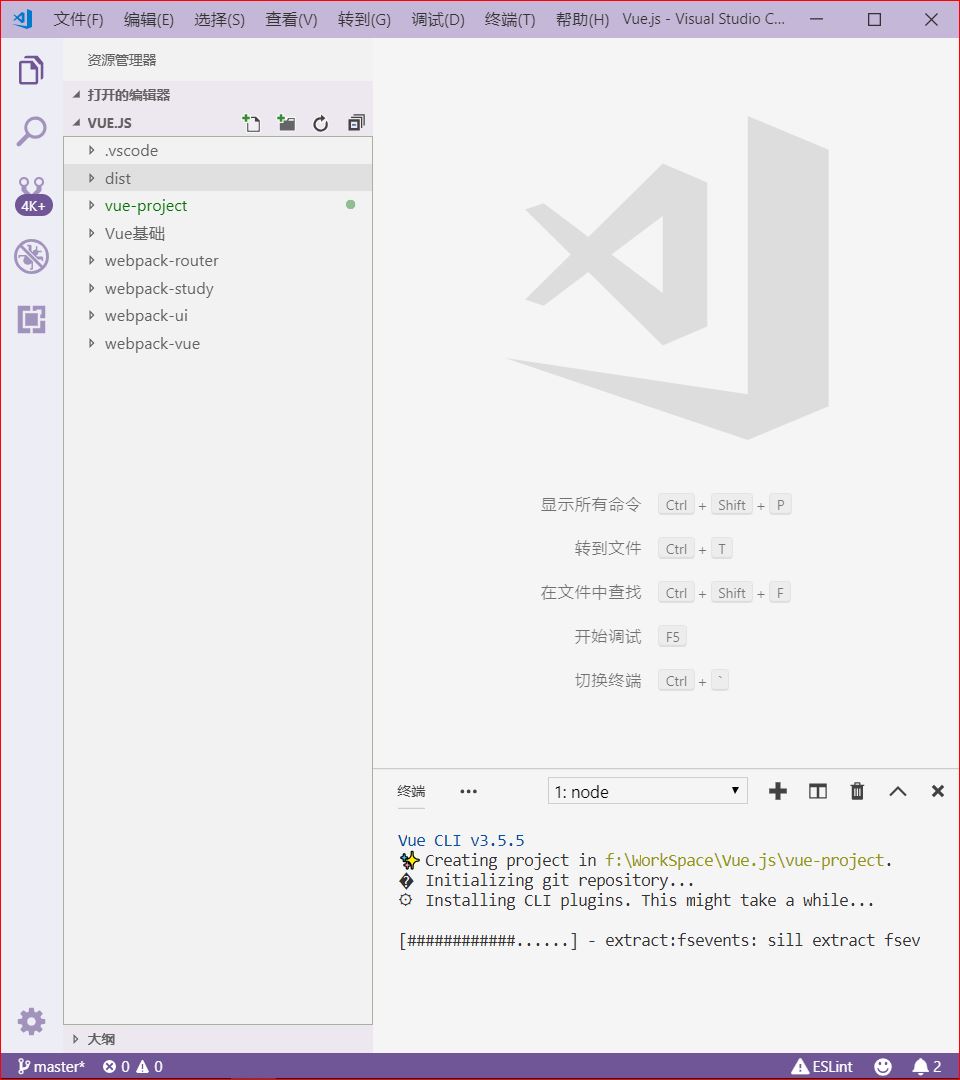 文件(F) 编辑(E) 选择(S) 查看(V) 转到(G) 调试(D) 终端(T) 帮助(H) Vue.js - Visual Studio C...
资源管理器
打开的编辑器
VUE.JS
.vscode
dist
vue-project
4K+
Vue基础
webpack-router
webpack-study
webpack-ui
webpack-vue
显示所有命令 Ctrl + Shift + P
转到文件 Ctrl + T
在文件中查找 Ctrl + Shift + F
开始调试 F5
切换终端 Ctrl + `
终端 ... 1: node
Vue CLI v3.5.5
✨ Creating project in f:\WorkSpace\Vue.js\vue-project.
� Initializing git repository...
⚙ Installing CLI plugins. This might take a while...
[############......] - extract:fsevents: sill extract fsev
大纲
master* 0 0 ESLint 2